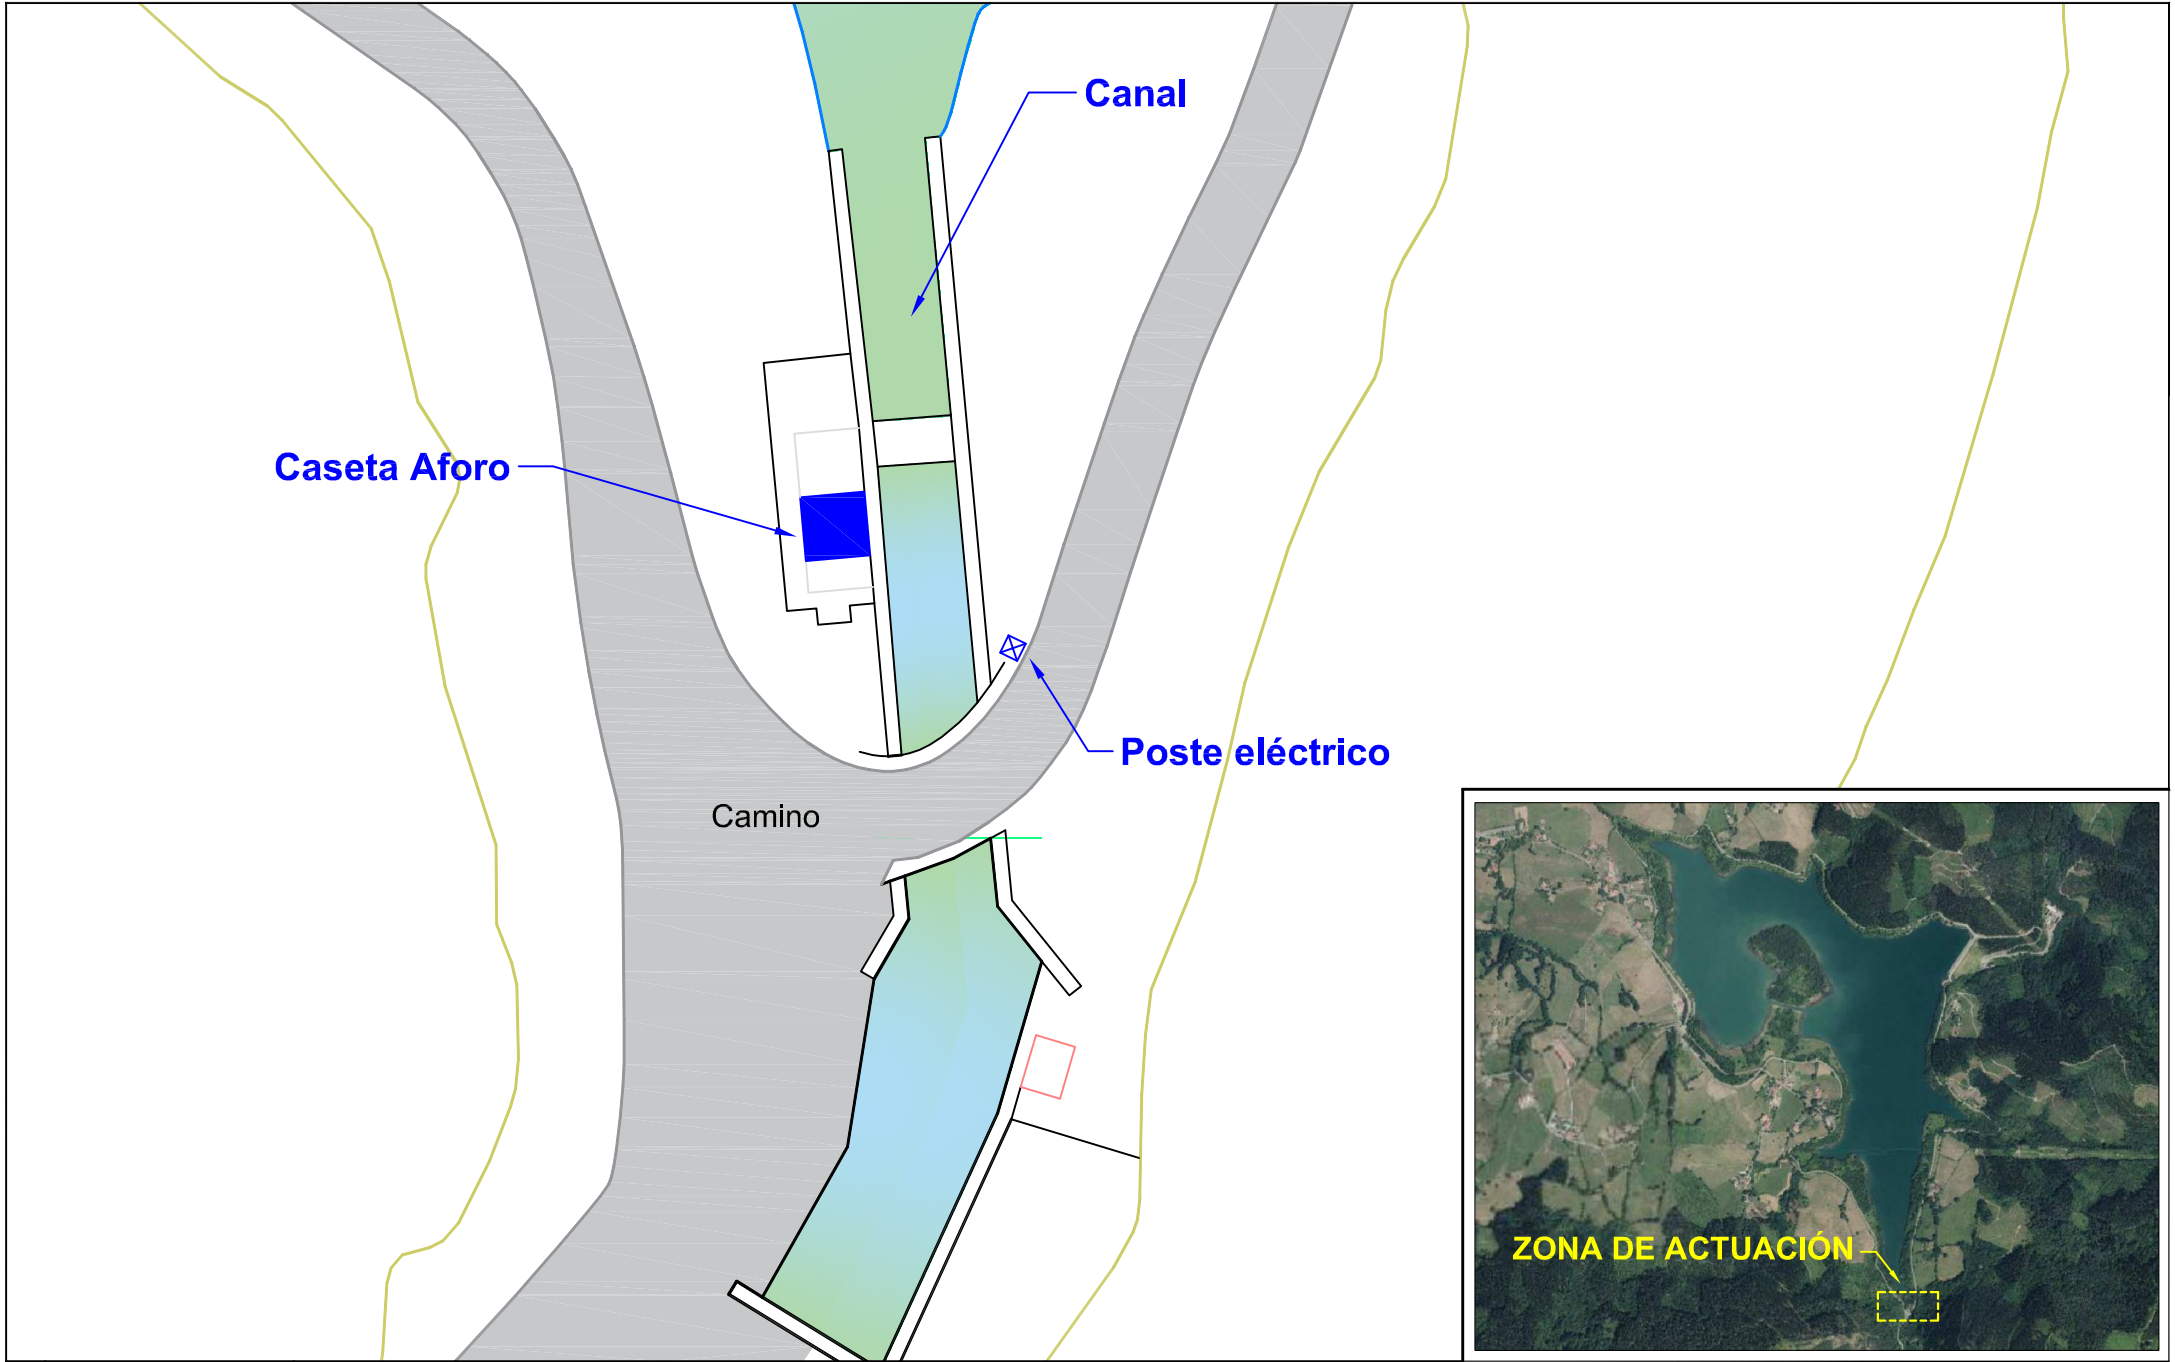 Canal
Caseta Aforo
Poste eléctrico
Camino
ZONA DE ACTUACIÓN